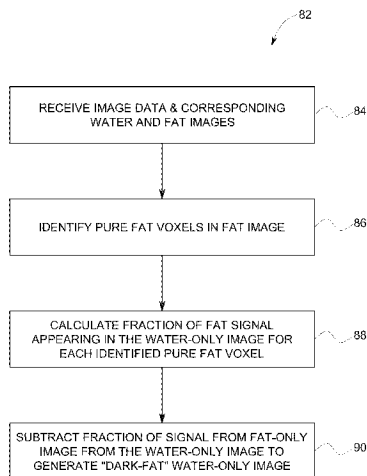 82
RECEIVE IMAGE DATA & CORRESPONDING
WATER AND FAT IMAGES
84
IDENTIFY PURE FAT VOXELS IN FAT IMAGE
86
CALCULATE FRACTION OF FAT SIGNAL
APPEARING IN THE WATER-ONLY IMAGE FOR
EACH IDENTIFIED PURE FAT VOXEL
88
SUBTRACT FRACTION OF SIGNAL FROM FAT-ONLY
IMAGE FROM THE WATER-ONLY IMAGE TO
GENERATE "DARK-FAT" WATER-ONLY IMAGE
90